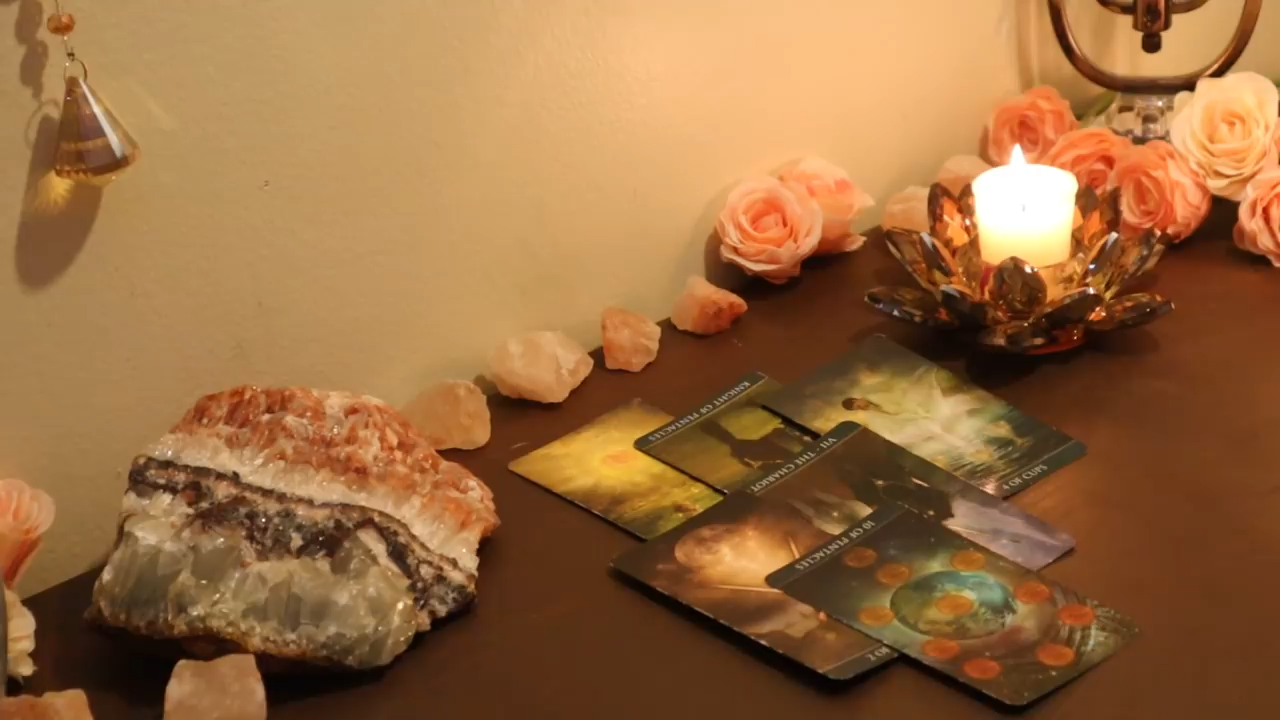 KNIGHT OF PENTACLES
VII · THE CHARIOT
4 OF CUPS
10 OF PENTACLES